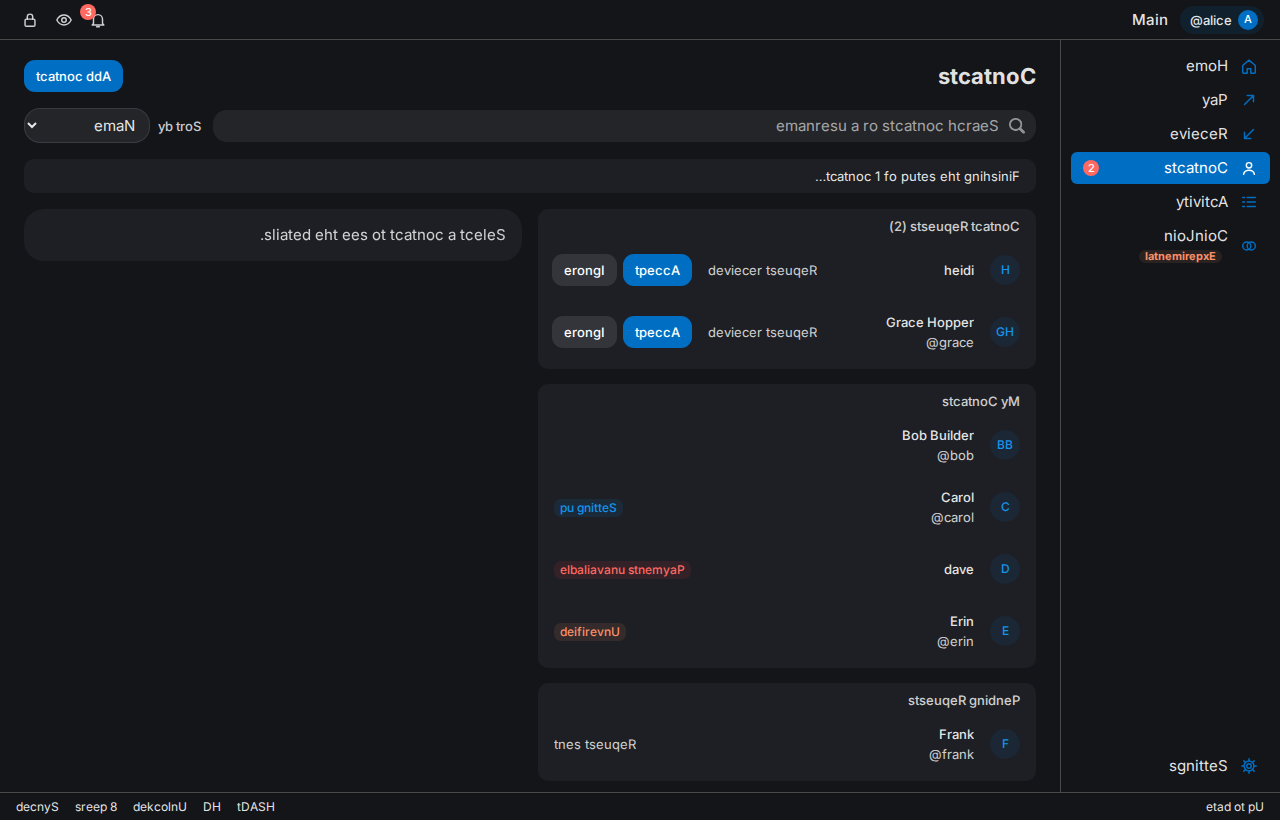 Main @alice A
3
emoH
yaP
evieceR
stcatnoC 2
ytivitcA
nioJnioC
latnemirepxE
sgnitteS
stcatnoC
tcatnoc ddA
emanresu a ro stcatnoc hcraeS
yb troS
emaN
...tcatnoc 1 fo putes eht gnihsiniF
(2) stseuqeR tcatnoC
H heidi deviecer tseuqeR tpeccA erongI
GH Grace Hopper
@grace deviecer tseuqeR tpeccA erongI
stcatnoC yM
BB Bob Builder
@bob
C Carol
@carol pu gnitteS
D dave elbaliavanu stnemyaP
E Erin
@erin deifirevnU
stseuqeR gnidneP
F Frank
@frank tnes tseuqeR
.sliated eht ees ot tcatnoc a tceleS
decnyS sreep 8 dekcolnU DH tDASH
etad ot pU